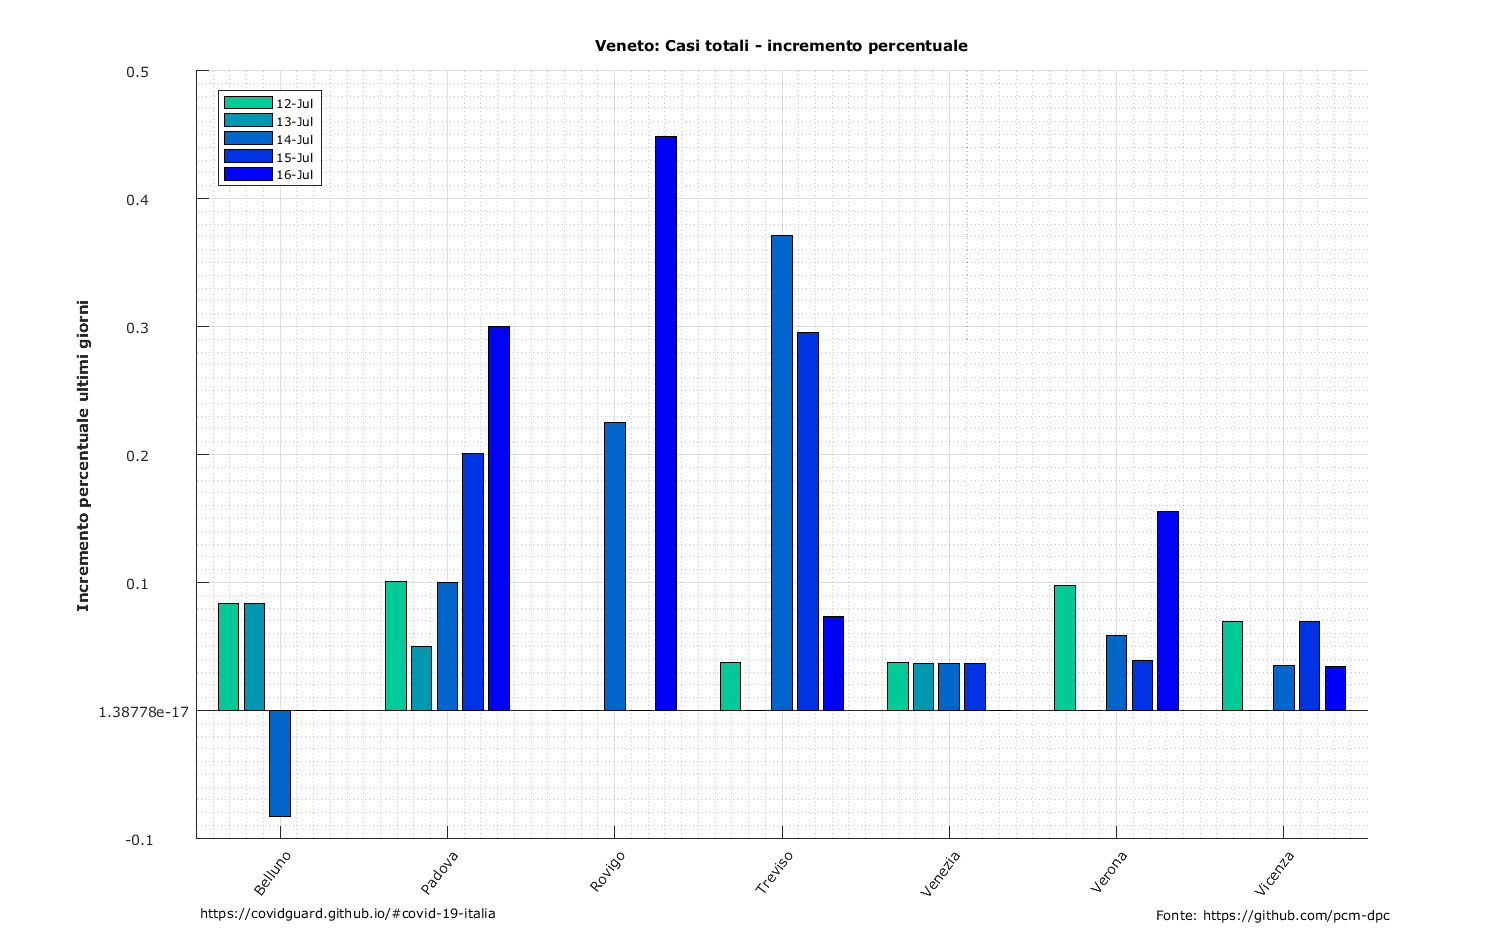 Veneto: Casi totali - incremento percentuale
0.5
0.4
0.3
0.2
0.1
1.38778e-17
-0.1
Incremento percentuale ultimi giorni
12-Jul
13-Jul
14-Jul
15-Jul
16-Jul
Belluno
Padova
Rovigo
Treviso
Venezia
Verona
Vicenza
https://covidguard.github.io/#covid-19-italia
Fonte: https://github.com/pcm-dpc